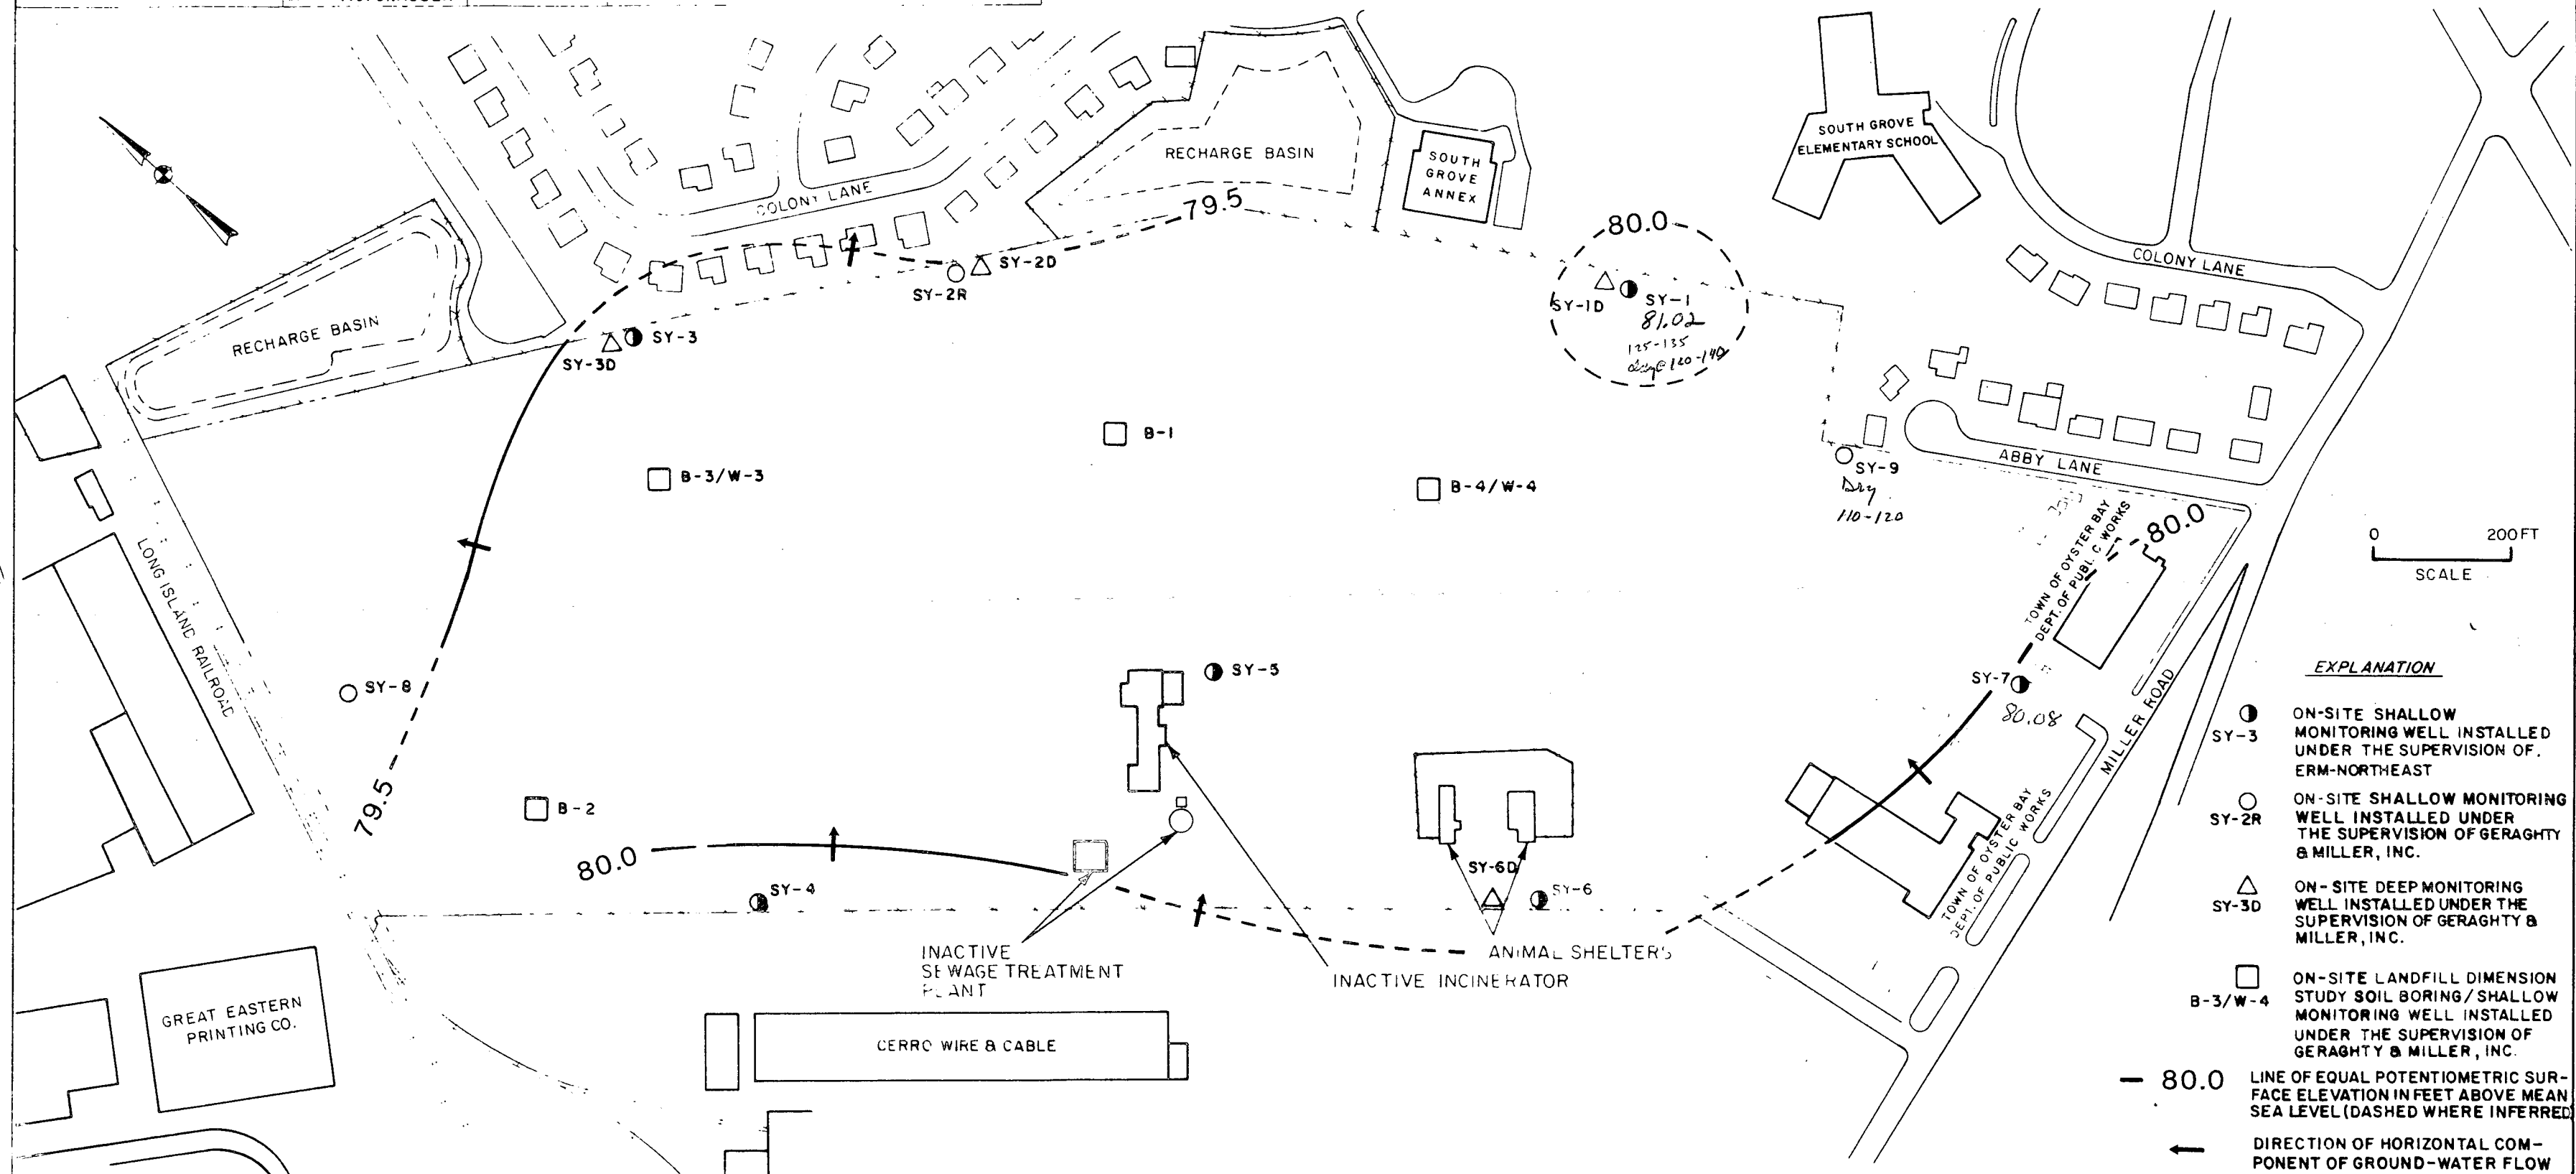 RECHARGE BASIN
SOUTH
GROVE
ANNEX
SOUTH GROVE
ELEMENTARY SCHOOL
COLONY LANE
79.5
80.0
SY-2D
SY-2R
SY-1D
SY-1
81.02
125-135
120-140
COLONY LANE
RECHARGE BASIN
SY-3
SY-3D
B-1
B-3/W-3
B-4/W-4
SY-9
Dry
110-120
ABBY LANE
TOWN OF OYSTER BAY
DEPT. OF PUBLIC WORKS
80.0
0 200 FT
SCALE
LONG ISLAND RAILROAD
SY-8
SY-5
SY-7
80.08
MILLER ROAD
79.5
B-2
80.0
SY-4
SY-6D
SY-6
TOWN OF OYSTER BAY
DEPT. OF PUBLIC WORKS
INACTIVE
SEWAGE TREATMENT
PLANT
ANIMAL SHELTERS
INACTIVE INCINERATOR
GREAT EASTERN
PRINTING CO.
CERRO WIRE & CABLE
EXPLANATION
SY-3
ON-SITE SHALLOW
MONITORING WELL INSTALLED
UNDER THE SUPERVISION OF.
ERM-NORTHEAST
SY-2R
ON-SITE SHALLOW MONITORING
WELL INSTALLED UNDER
THE SUPERVISION OF GERAGHTY
& MILLER, INC.
SY-3D
ON-SITE DEEP MONITORING
WELL INSTALLED UNDER THE
SUPERVISION OF GERAGHTY &
MILLER, INC.
B-3/W-4
ON-SITE LANDFILL DIMENSION
STUDY SOIL BORING/SHALLOW
MONITORING WELL INSTALLED
UNDER THE SUPERVISION OF
GERAGHTY & MILLER, INC.
80.0
LINE OF EQUAL POTENTIOMETRIC SUR-
FACE ELEVATION IN FEET ABOVE MEAN
SEA LEVEL (DASHED WHERE INFERRED)
DIRECTION OF HORIZONTAL COM-
PONENT OF GROUND-WATER FLOW